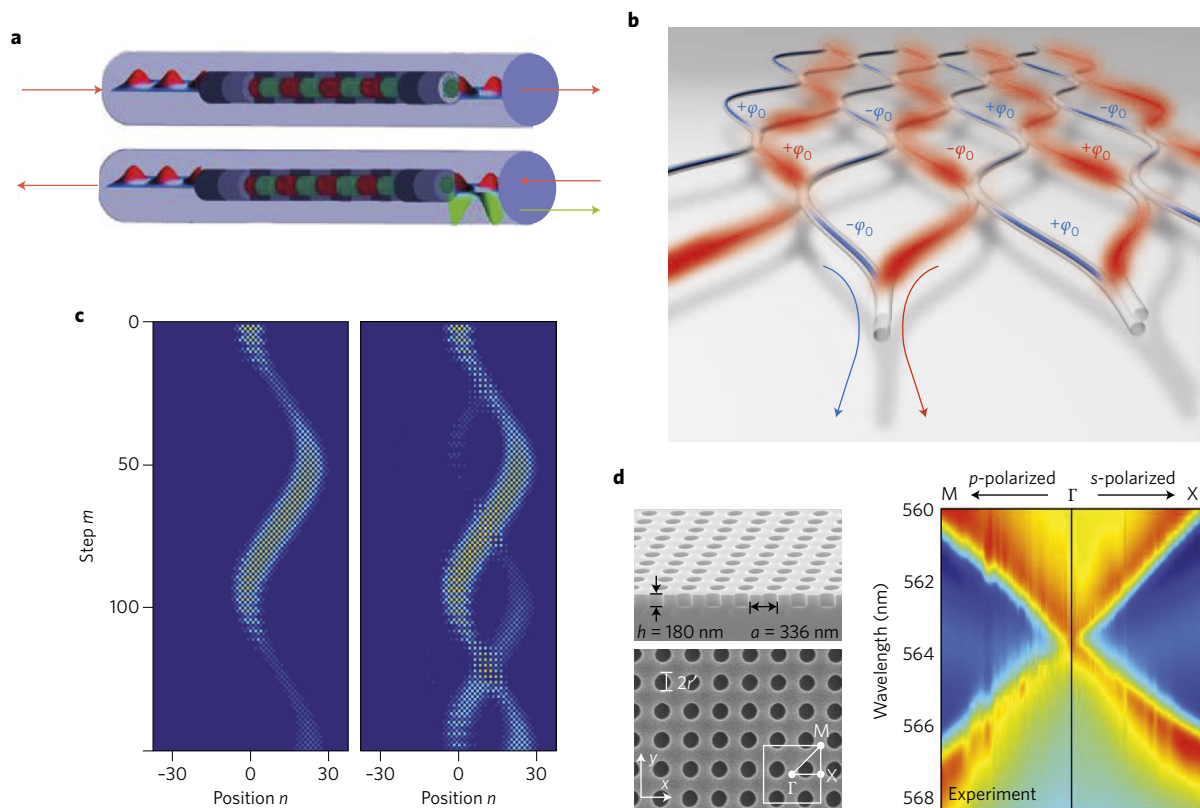 a
b
+φ₀
−φ₀
+φ₀
−φ₀
+φ₀
−φ₀
+φ₀
−φ₀
+φ₀
c
0
50
100
Step m
-30
0
30
-30
0
30
Position n
Position n
d
h = 180 nm
a = 336 nm
2r
M
Γ
X
y
x
M
p-polarized
Γ
s-polarized
X
560
562
564
566
568
Wavelength (nm)
Experiment